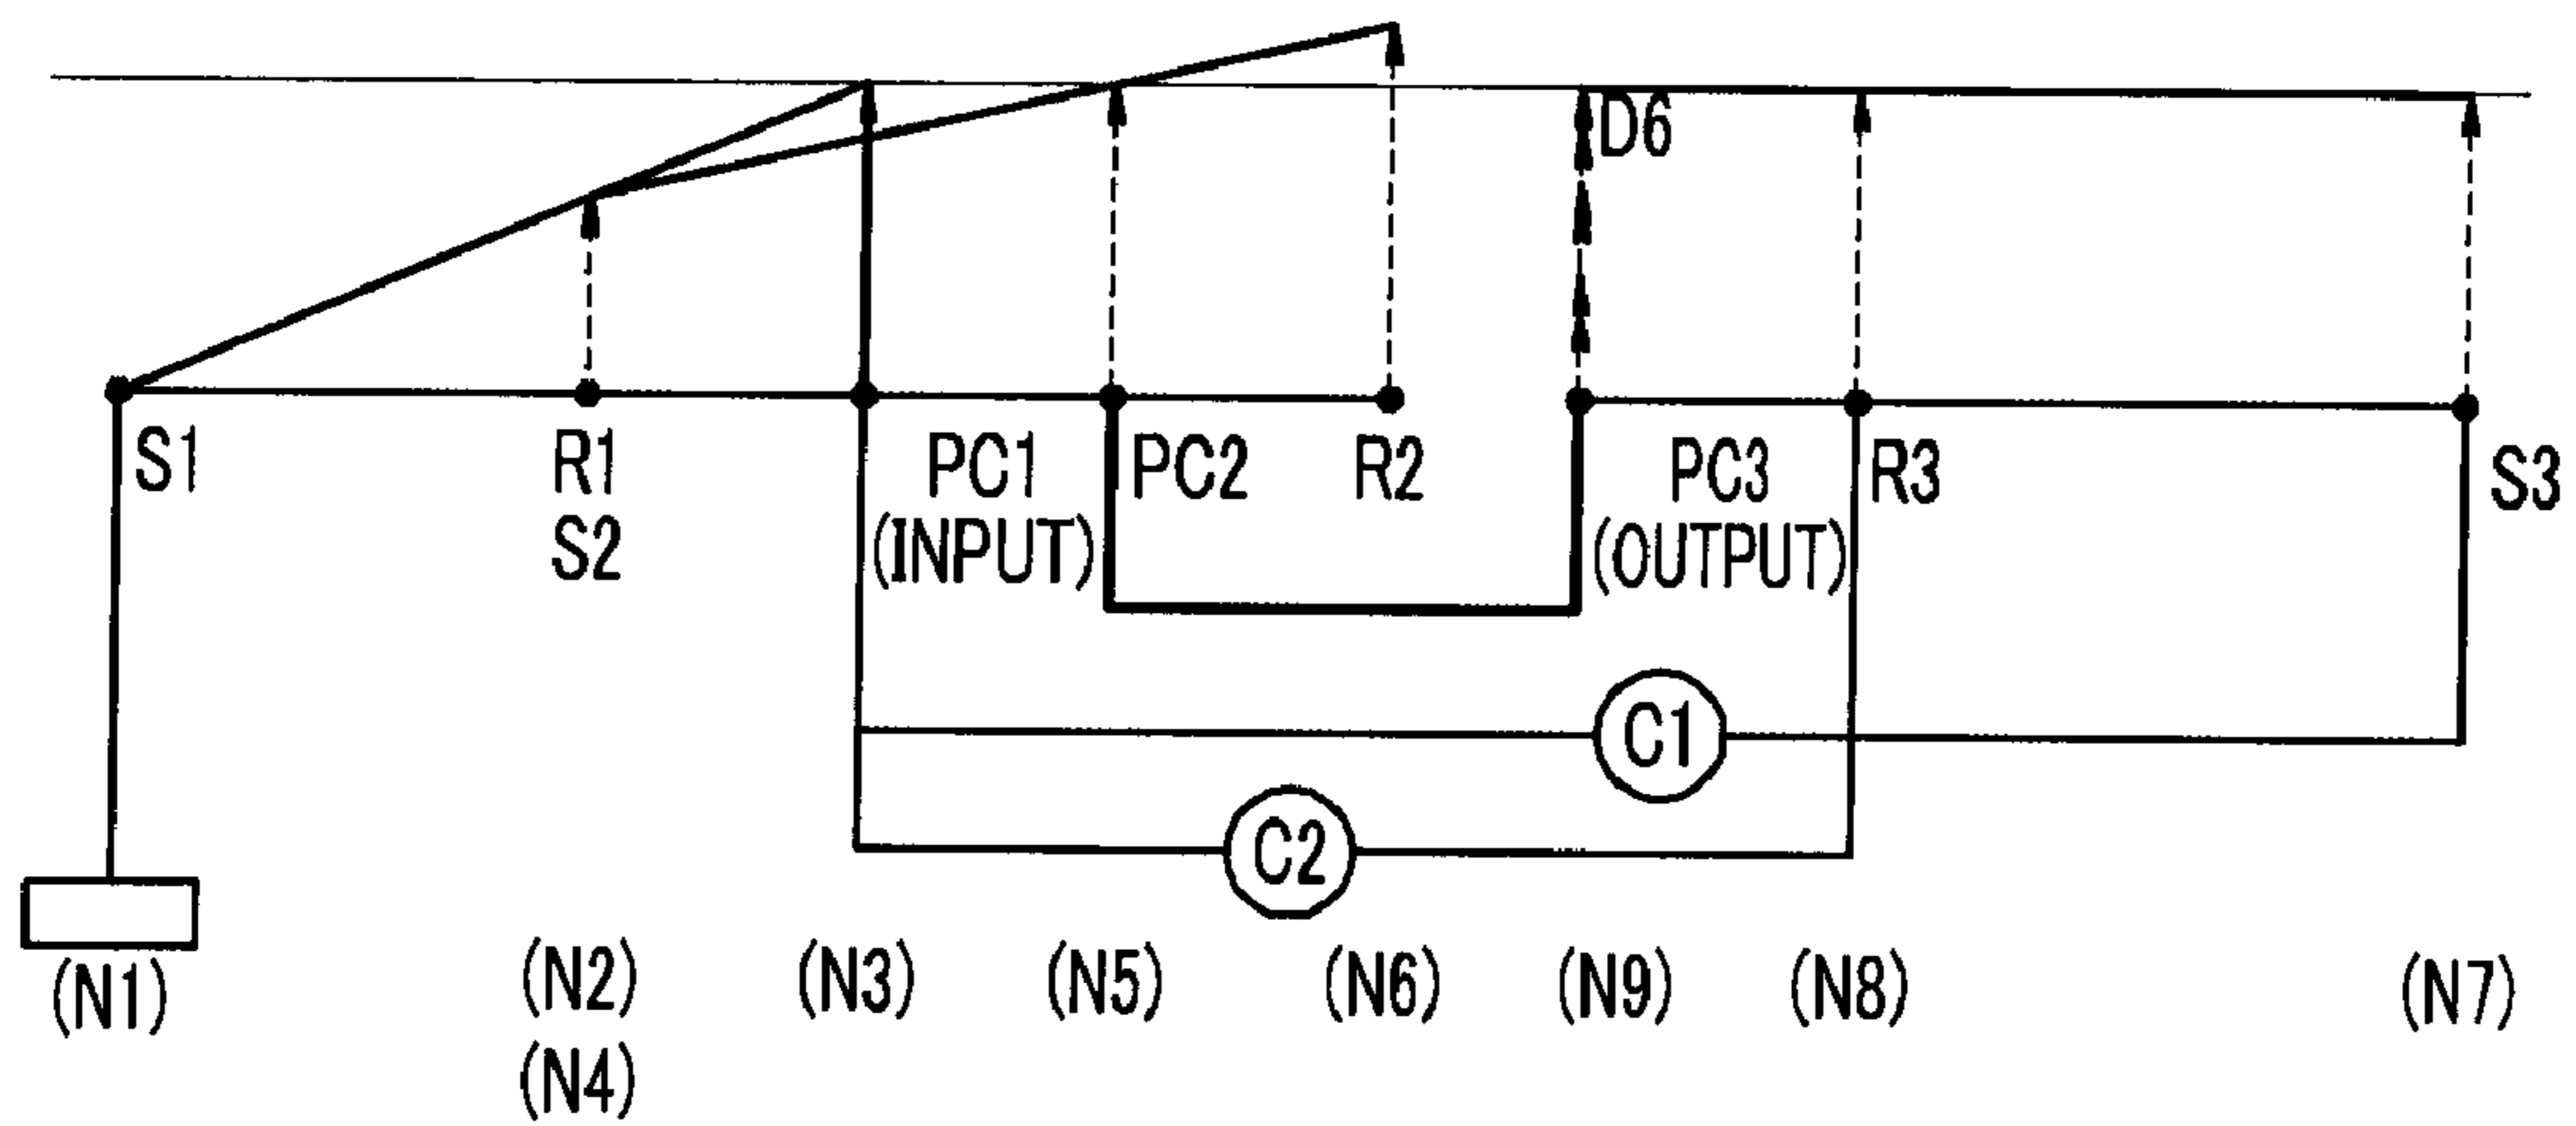 D6
S1
R1
S2
PC1
(INPUT)
PC2
R2
PC3
(OUTPUT)
R3
S3
C1
C2
(N1)
(N2)
(N4)
(N3)
(N5)
(N6)
(N9)
(N8)
(N7)